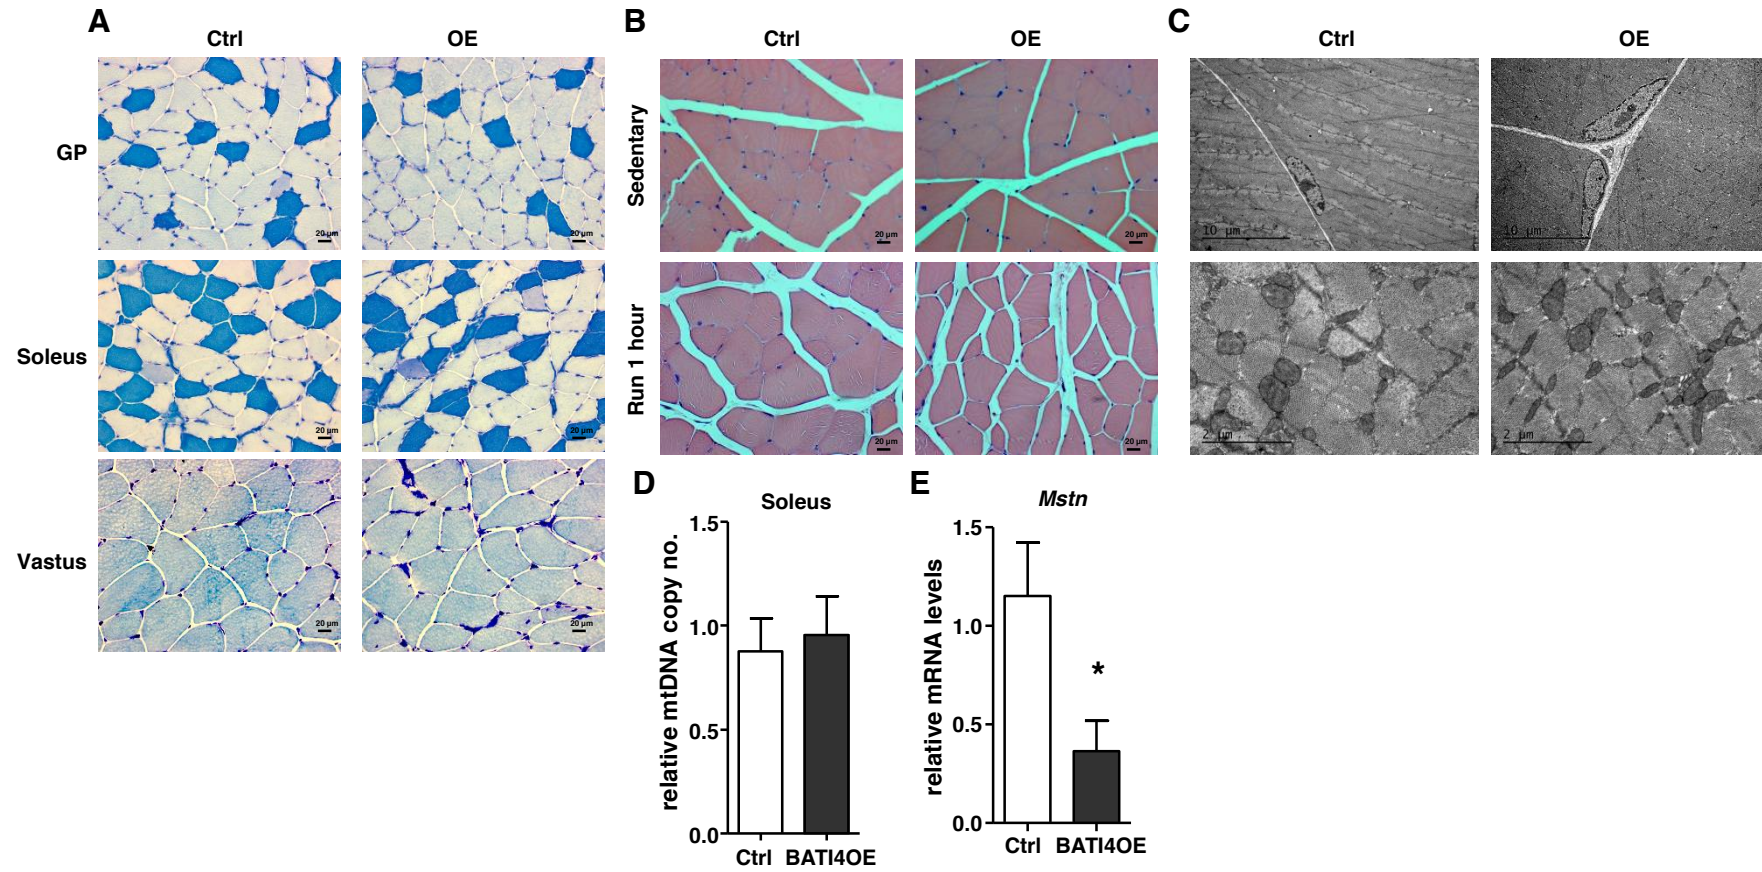 A
Ctrl
OE
GP
20 µm
20 µm
Soleus
20 µm
20 µm
Vastus
20 µm
20 µm
B
Ctrl
OE
Sedentary
20 µm
20 µm
Run 1 hour
20 µm
20 µm
C
Ctrl
OE
10 µm
10 µm
2 µm
2 µm
D
Soleus
relative mtDNA copy no.
1.5
1.0
0.5
0.0
Ctrl
BATI4OE
E
Mstn
relative mRNA levels
1.5
1.0
0.5
0.0
*
Ctrl
BATI4OE